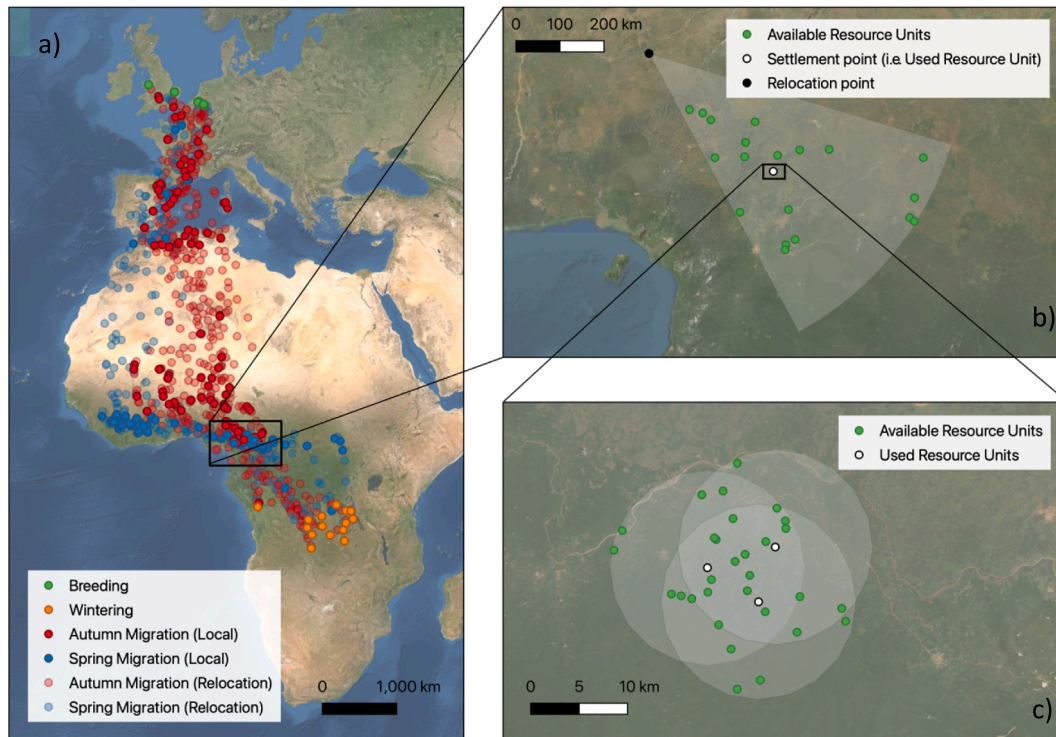 a)
Breeding
Wintering
Autumn Migration (Local)
Spring Migration (Local)
Autumn Migration (Relocation)
Spring Migration (Relocation)
0 1,000 km
0 100 200 km
Available Resource Units
Settlement point (i.e. Used Resource Unit)
Relocation point
b)
Available Resource Units
Used Resource Units
0 5 10 km
c)